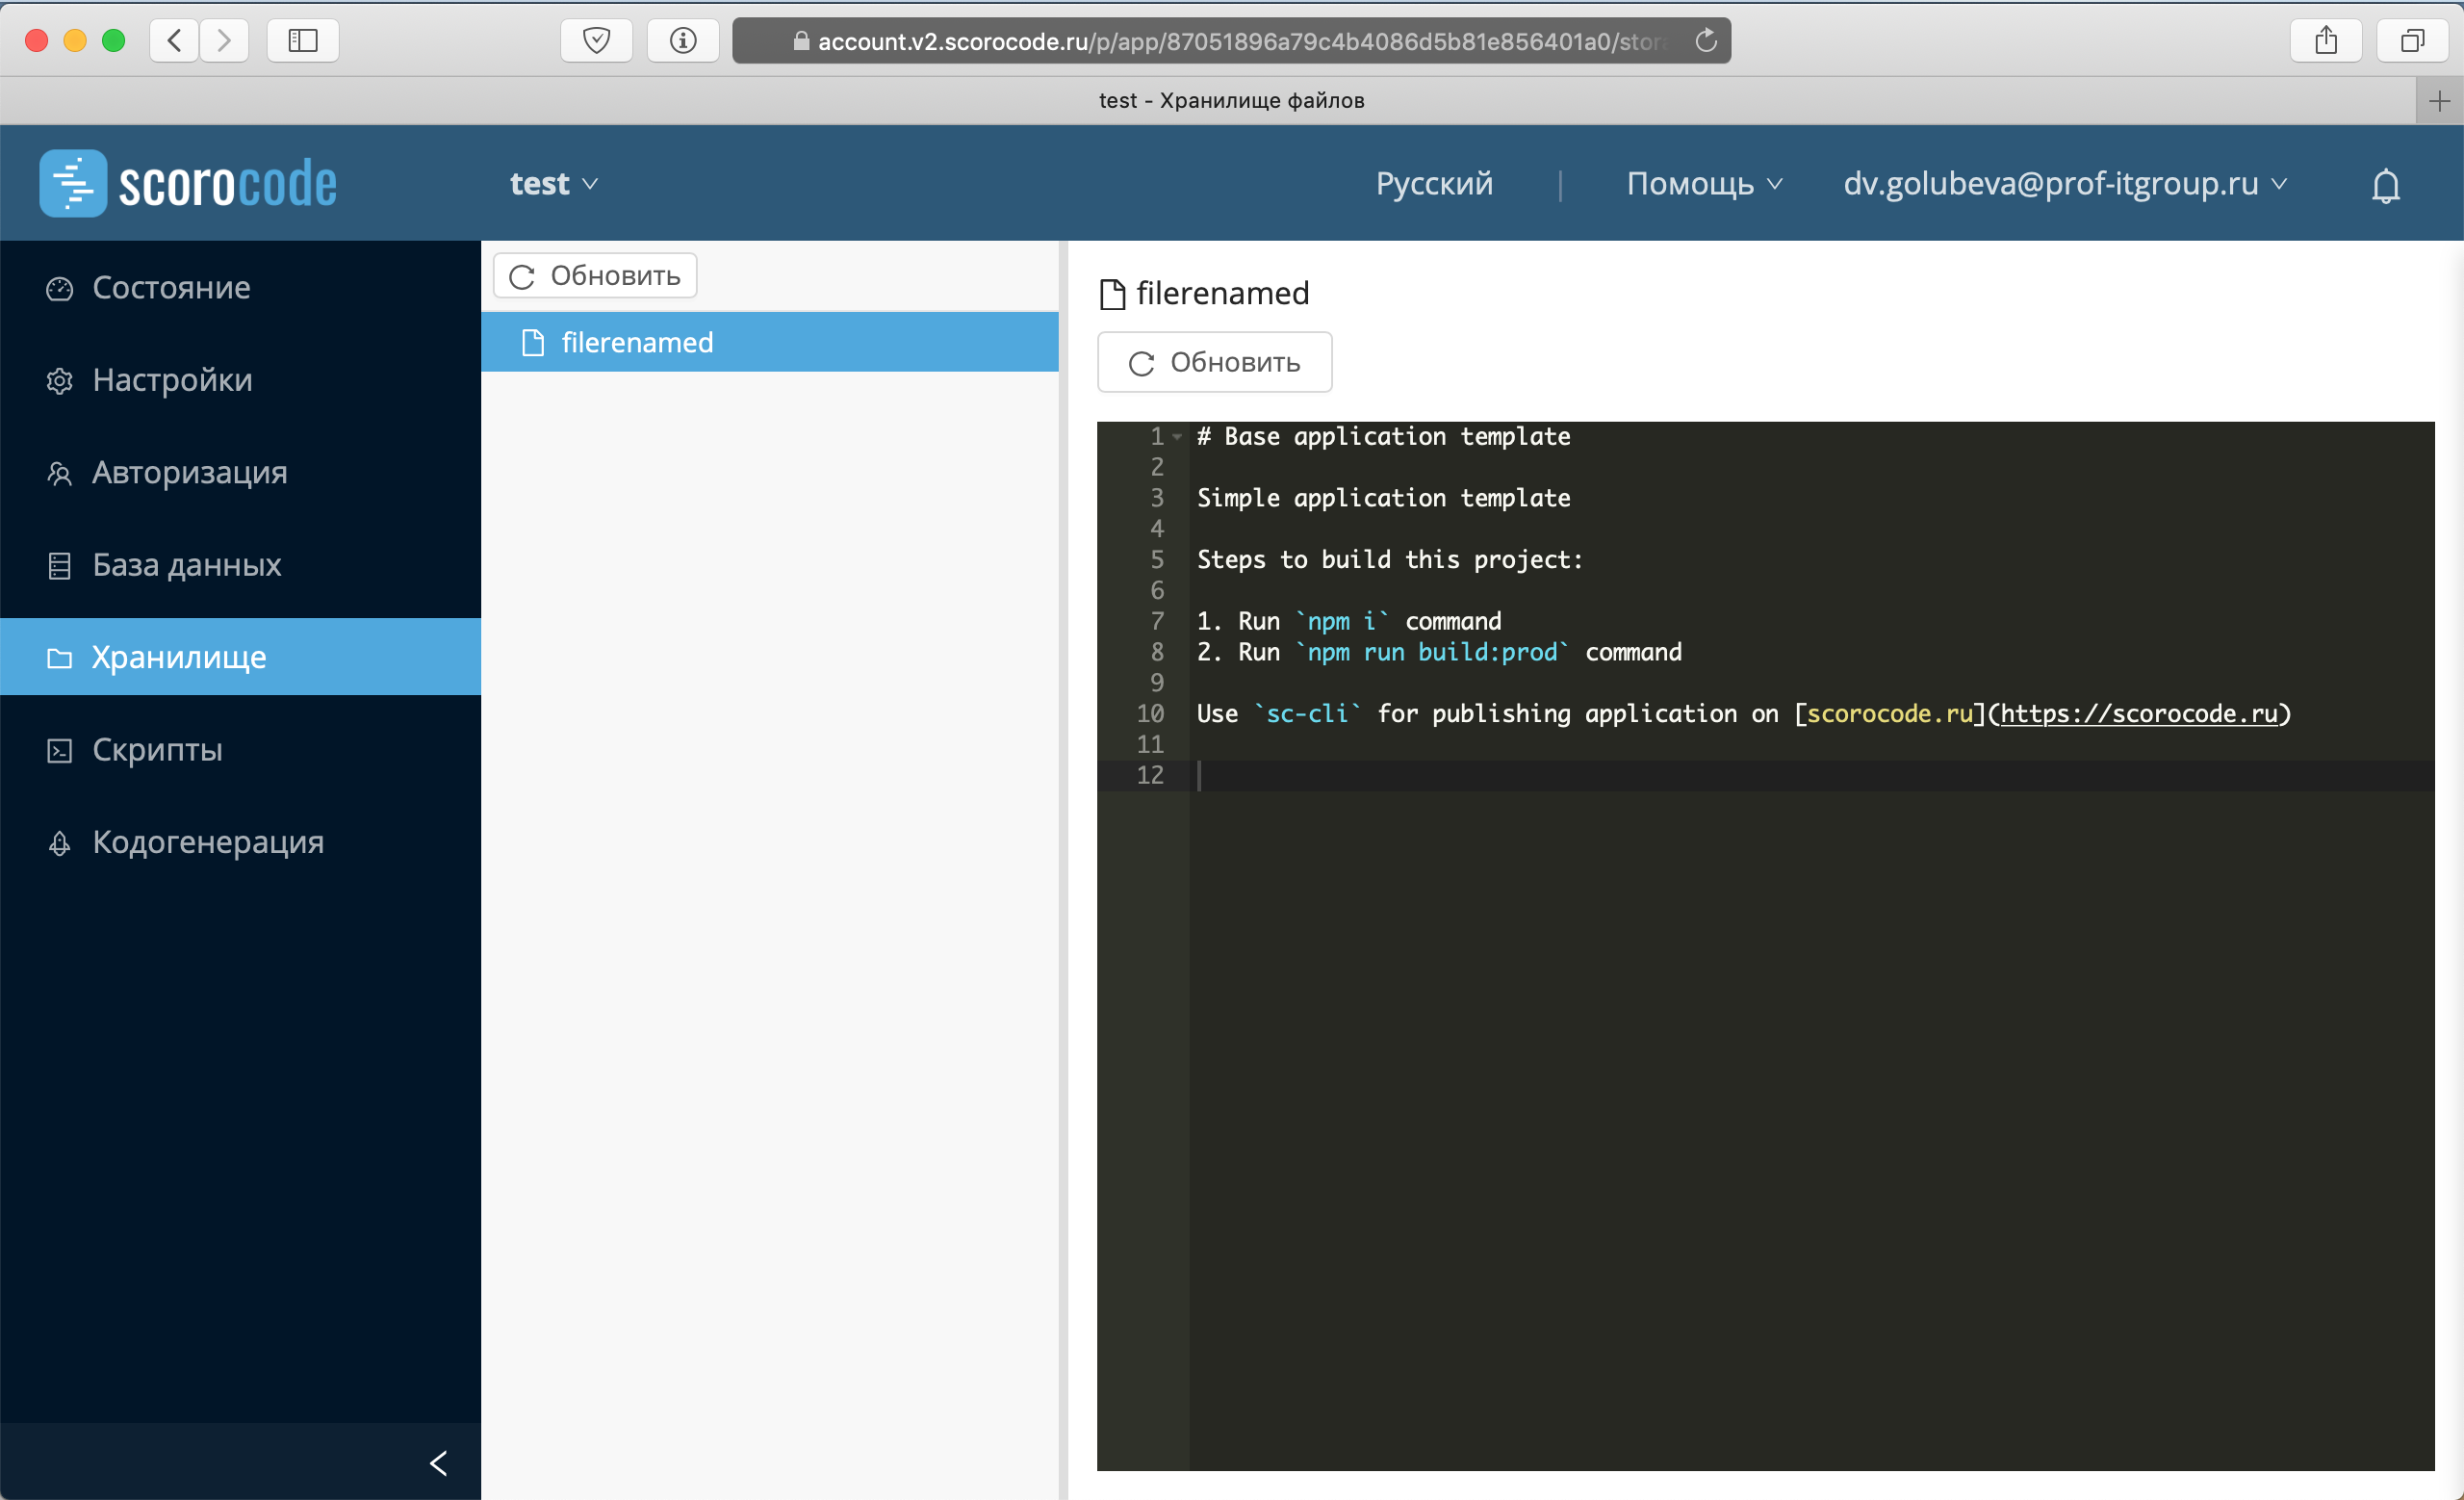 account.v2.scorocode.ru/p/app/87051896a79c4b4086d5b81e856401a0/stor
test - Хранилище файлов
scorocode
test
Русский
Помощь
dv.golubeva@prof-itgroup.ru
Состояние
Настройки
Авторизация
База данных
Хранилище
Скрипты
Кодогенерация
Обновить
filerenamed
filerenamed
Обновить
1 # Base application template
2
3 Simple application template
4
5 Steps to build this project:
6
7 1. Run `npm i` command
8 2. Run `npm run build:prod` command
9
10 Use `sc-cli` for publishing application on [scorocode.ru](https://scorocode.ru)
11
12